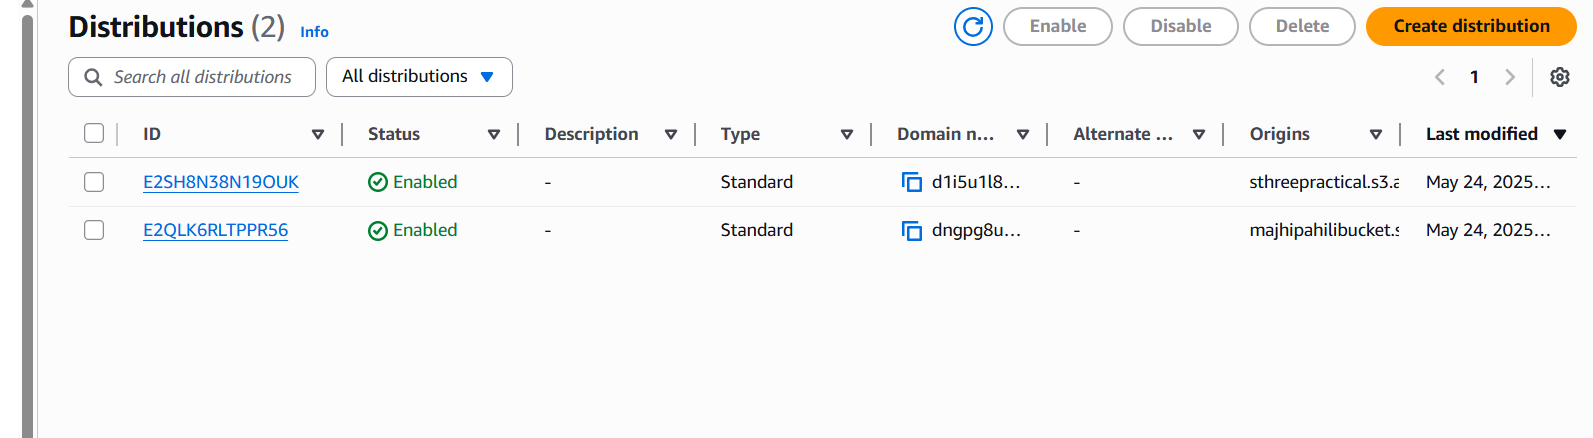 Distributions (2) Info Enable Disable Delete Create distribution
Search all distributions All distributions 1
ID Status Description Type Domain n... Alternate ... Origins Last modified
E2SH8N38N19OUK Enabled - Standard d1i5u1l8... - sthreepractical.s3.a May 24, 2025...
E2QLK6RLTPPR56 Enabled - Standard dngpg8u... - majhipahilibucket.s May 24, 2025...